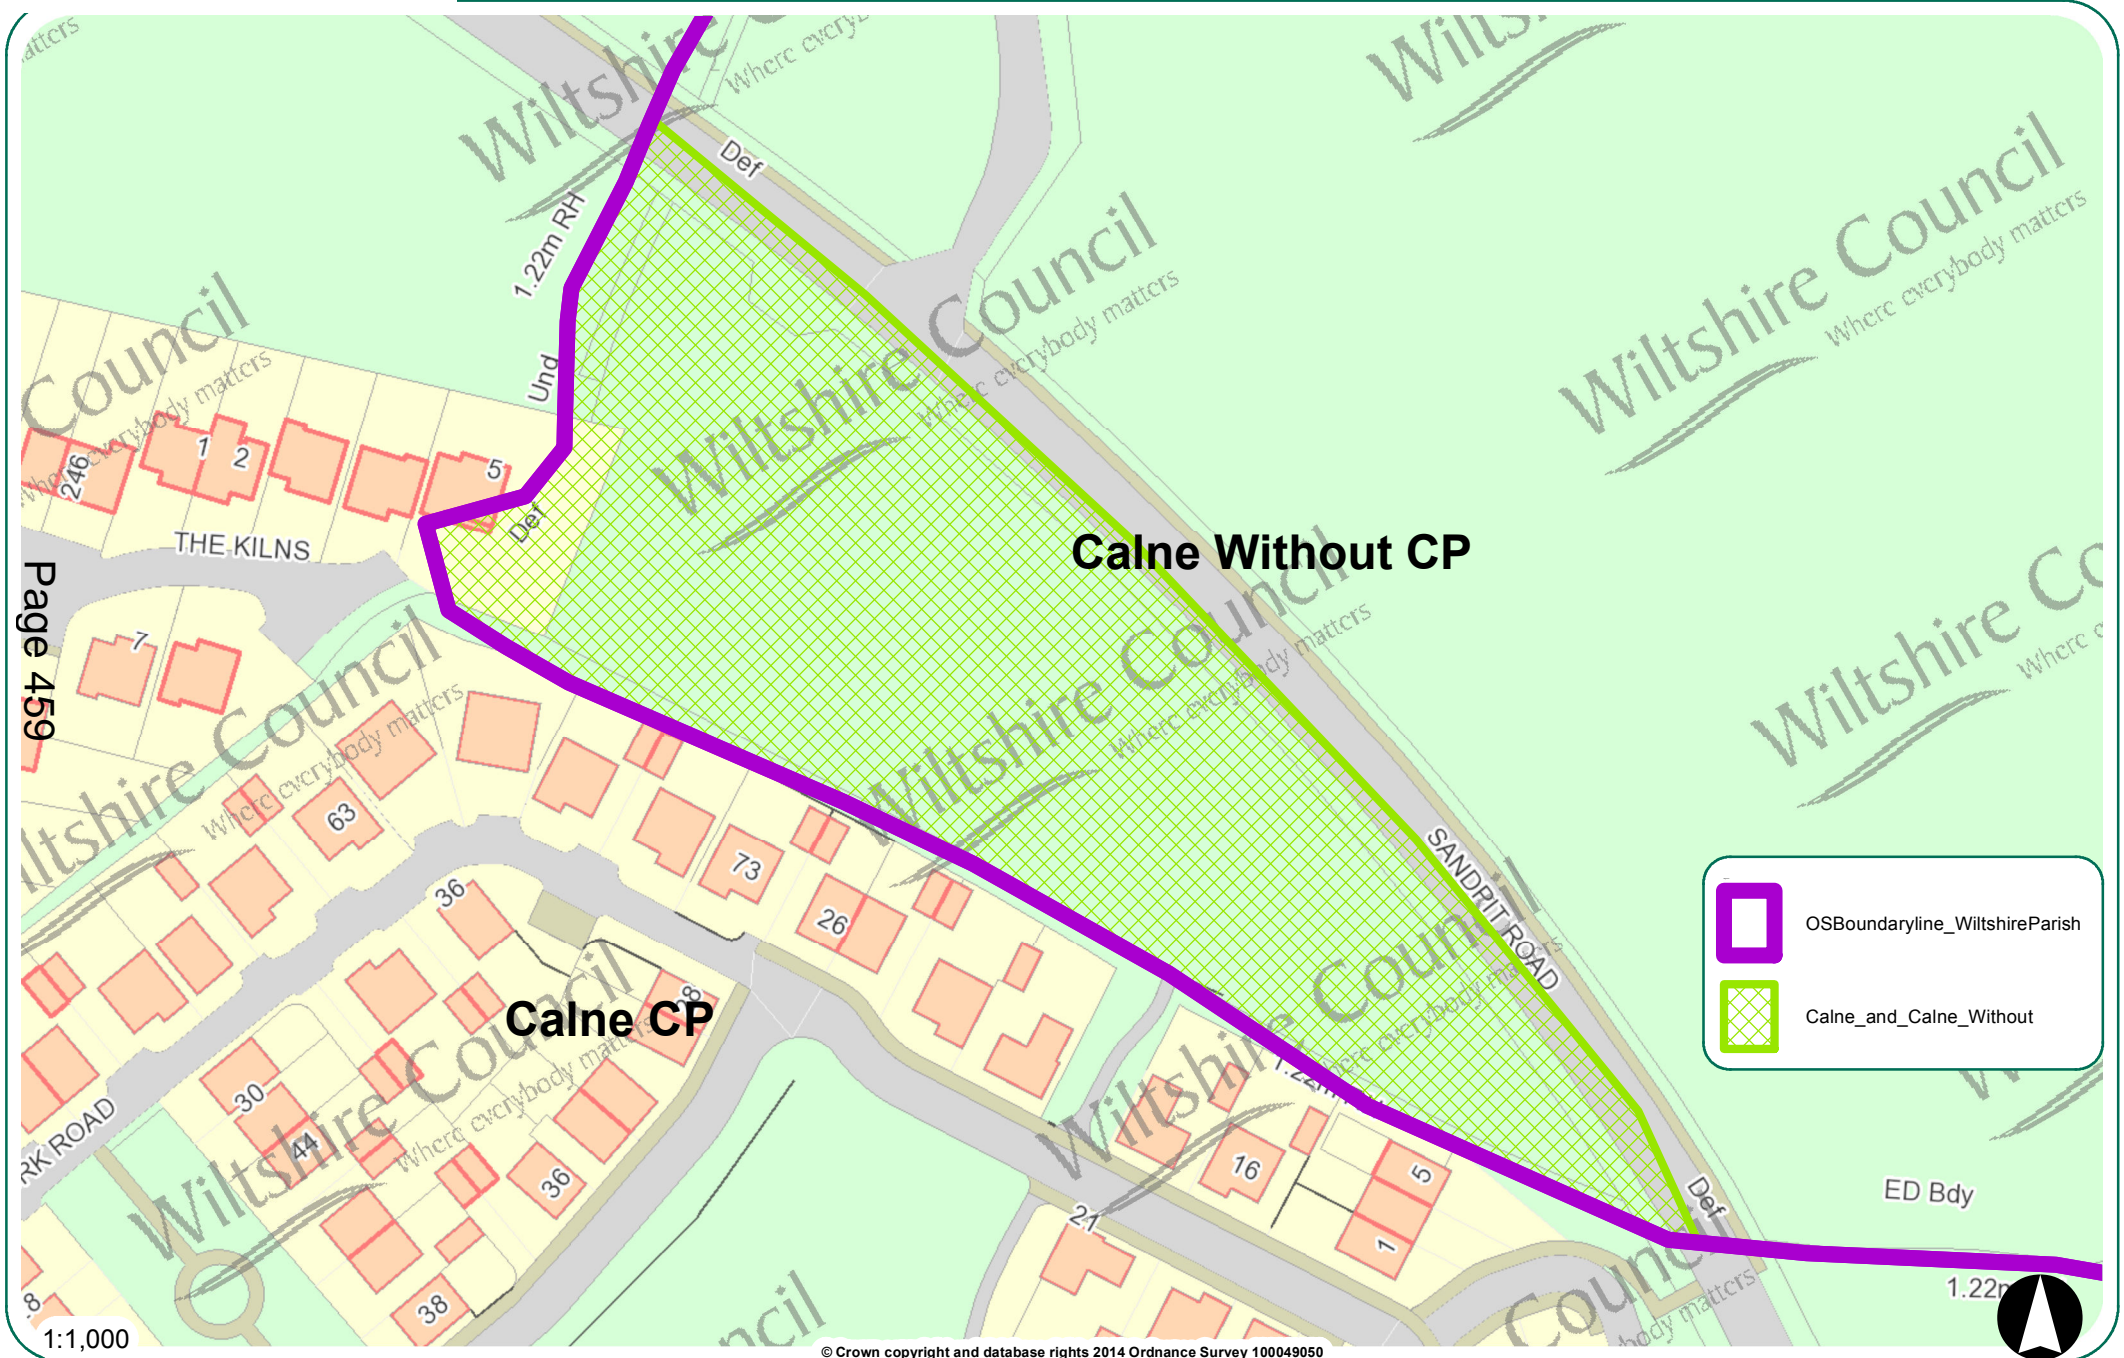 Wiltshire Council
Where everybody matters
Def
1.22m RH
Und
Def
246
1
2
5
THE KILNS
Page 459
7
Calne Without CP
63
73
26
36
28
Calne CP
30
44
36
38
8
RK ROAD
SANDRIT ROAD
16
5
1
21
Def
ED Bdy
OSBoundaryline_WiltshireParish
Calne_and_Calne_Without
1:1,000
© Crown copyright and database rights 2014 Ordnance Survey 100049050